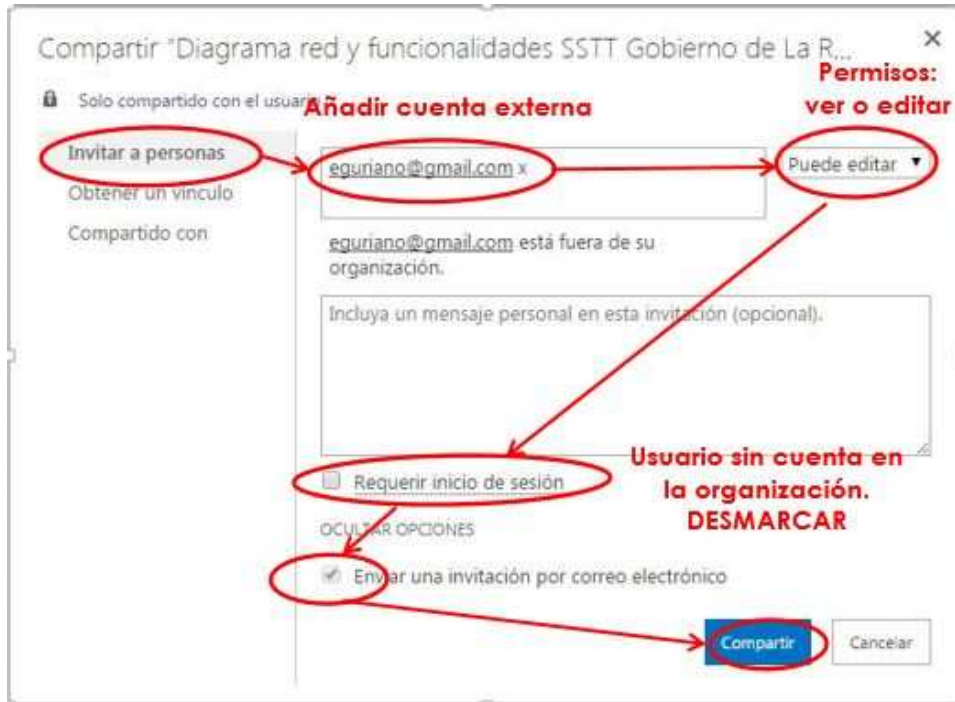 Compartir "Diagrama red y funcionalidades SSTT Gobierno de La R...
Permisos:
ver o editar
Solo compartido con el usuari
Añadir cuenta externa
Invitar a personas
eguriano@gmail.com x
Puede editar
Obtener un vínculo
Compartido con
eguriano@gmail.com está fuera de su
organización.
Incluya un mensaje personal en esta invitación (opcional).
Usuario sin cuenta en
la organización.
DESMARCAR
Requerir inicio de sesión
OCULTAR OPCIONES
Enviar una invitación por correo electrónico
Compartir
Cancelar